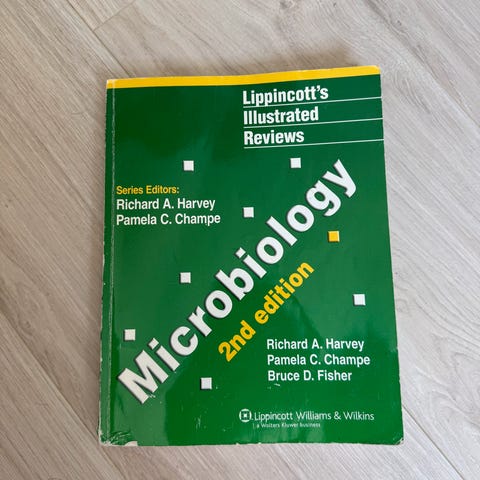 Lippincott's
Illustrated
Reviews
Series Editors:
Richard A. Harvey
Pamela C. Champe
Microbiology
2nd edition
Richard A. Harvey
Pamela C. Champe
Bruce D. Fisher
Lippincott Williams & Wilkins
a Wolters Kluwer business